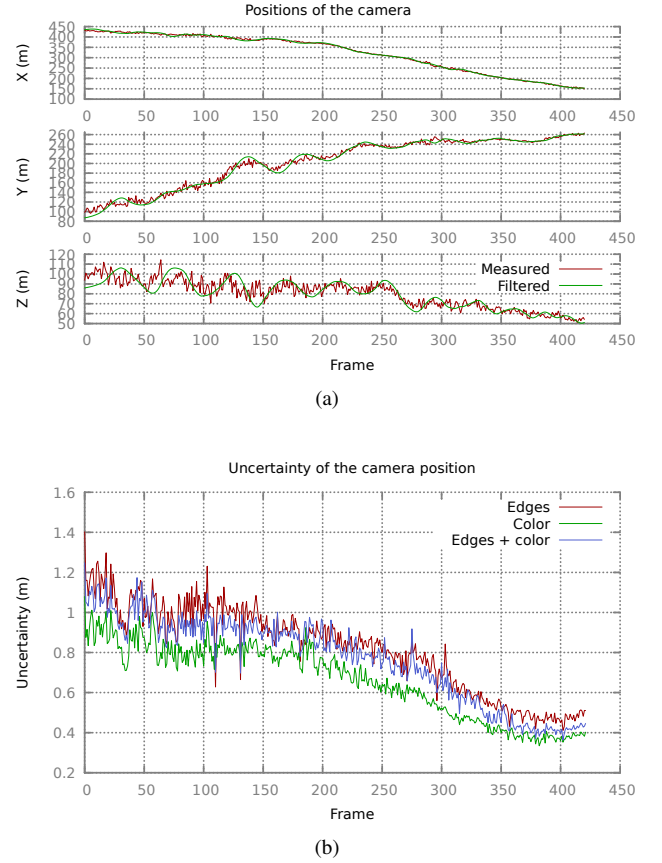 Positions of the camera
X (m)
450
400
350
300
250
200
150
100
0 50 100 150 200 250 300 350 400 450
Y (m)
260
240
220
200
180
160
140
120
100
80
0 50 100 150 200 250 300 350 400 450
Z (m)
120
110
100
90
80
70
60
50
Measured
Filtered
0 50 100 150 200 250 300 350 400 450
Frame
(a)
Uncertainty of the camera position
Uncertainty (m)
1.6
1.4
1.2
1
0.8
0.6
0.4
0.2
Edges
Color
Edges + color
0 50 100 150 200 250 300 350 400 450
Frame
(b)